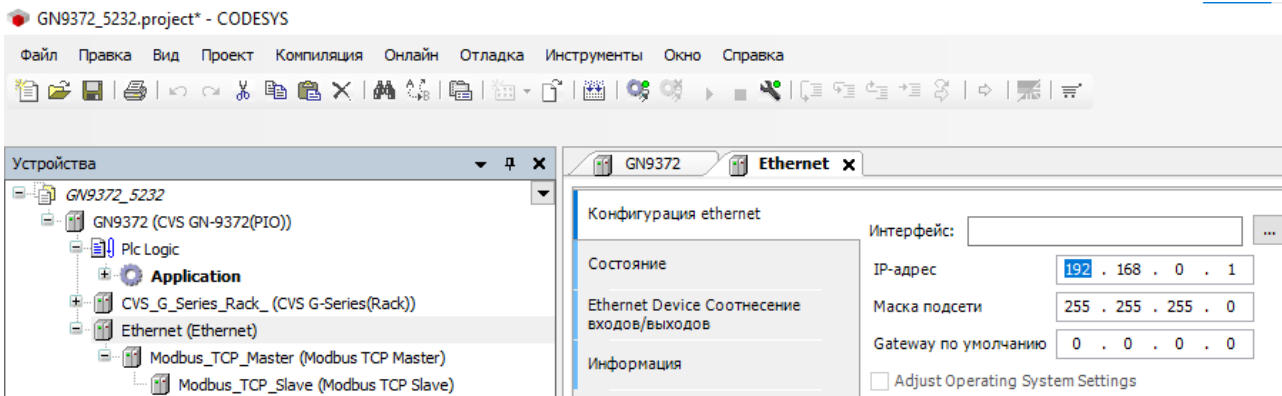 GN9372_5232.project* - CODESYS
Файл Правка Вид Проект Компиляция Онлайн Отладка Инструменты Окно Справка
Устройства
GN9372_5232
GN9372 (CVS GN-9372(PIO))
Plc Logic
Application
CVS_G_Series_Rack_ (CVS G-Series(Rack))
Ethernet (Ethernet)
Modbus_TCP_Master (Modbus TCP Master)
Modbus_TCP_Slave (Modbus TCP Slave)
GN9372 Ethernet
Конфигурация ethernet
Состояние
Ethernet Device Соотнесение
входов/выходов
Информация
Интерфейс: ...
IP-адрес 192 . 168 . 0 . 1
Маска подсети 255 . 255 . 255 . 0
Gateway по умолчанию 0 . 0 . 0 . 0
Adjust Operating System Settings